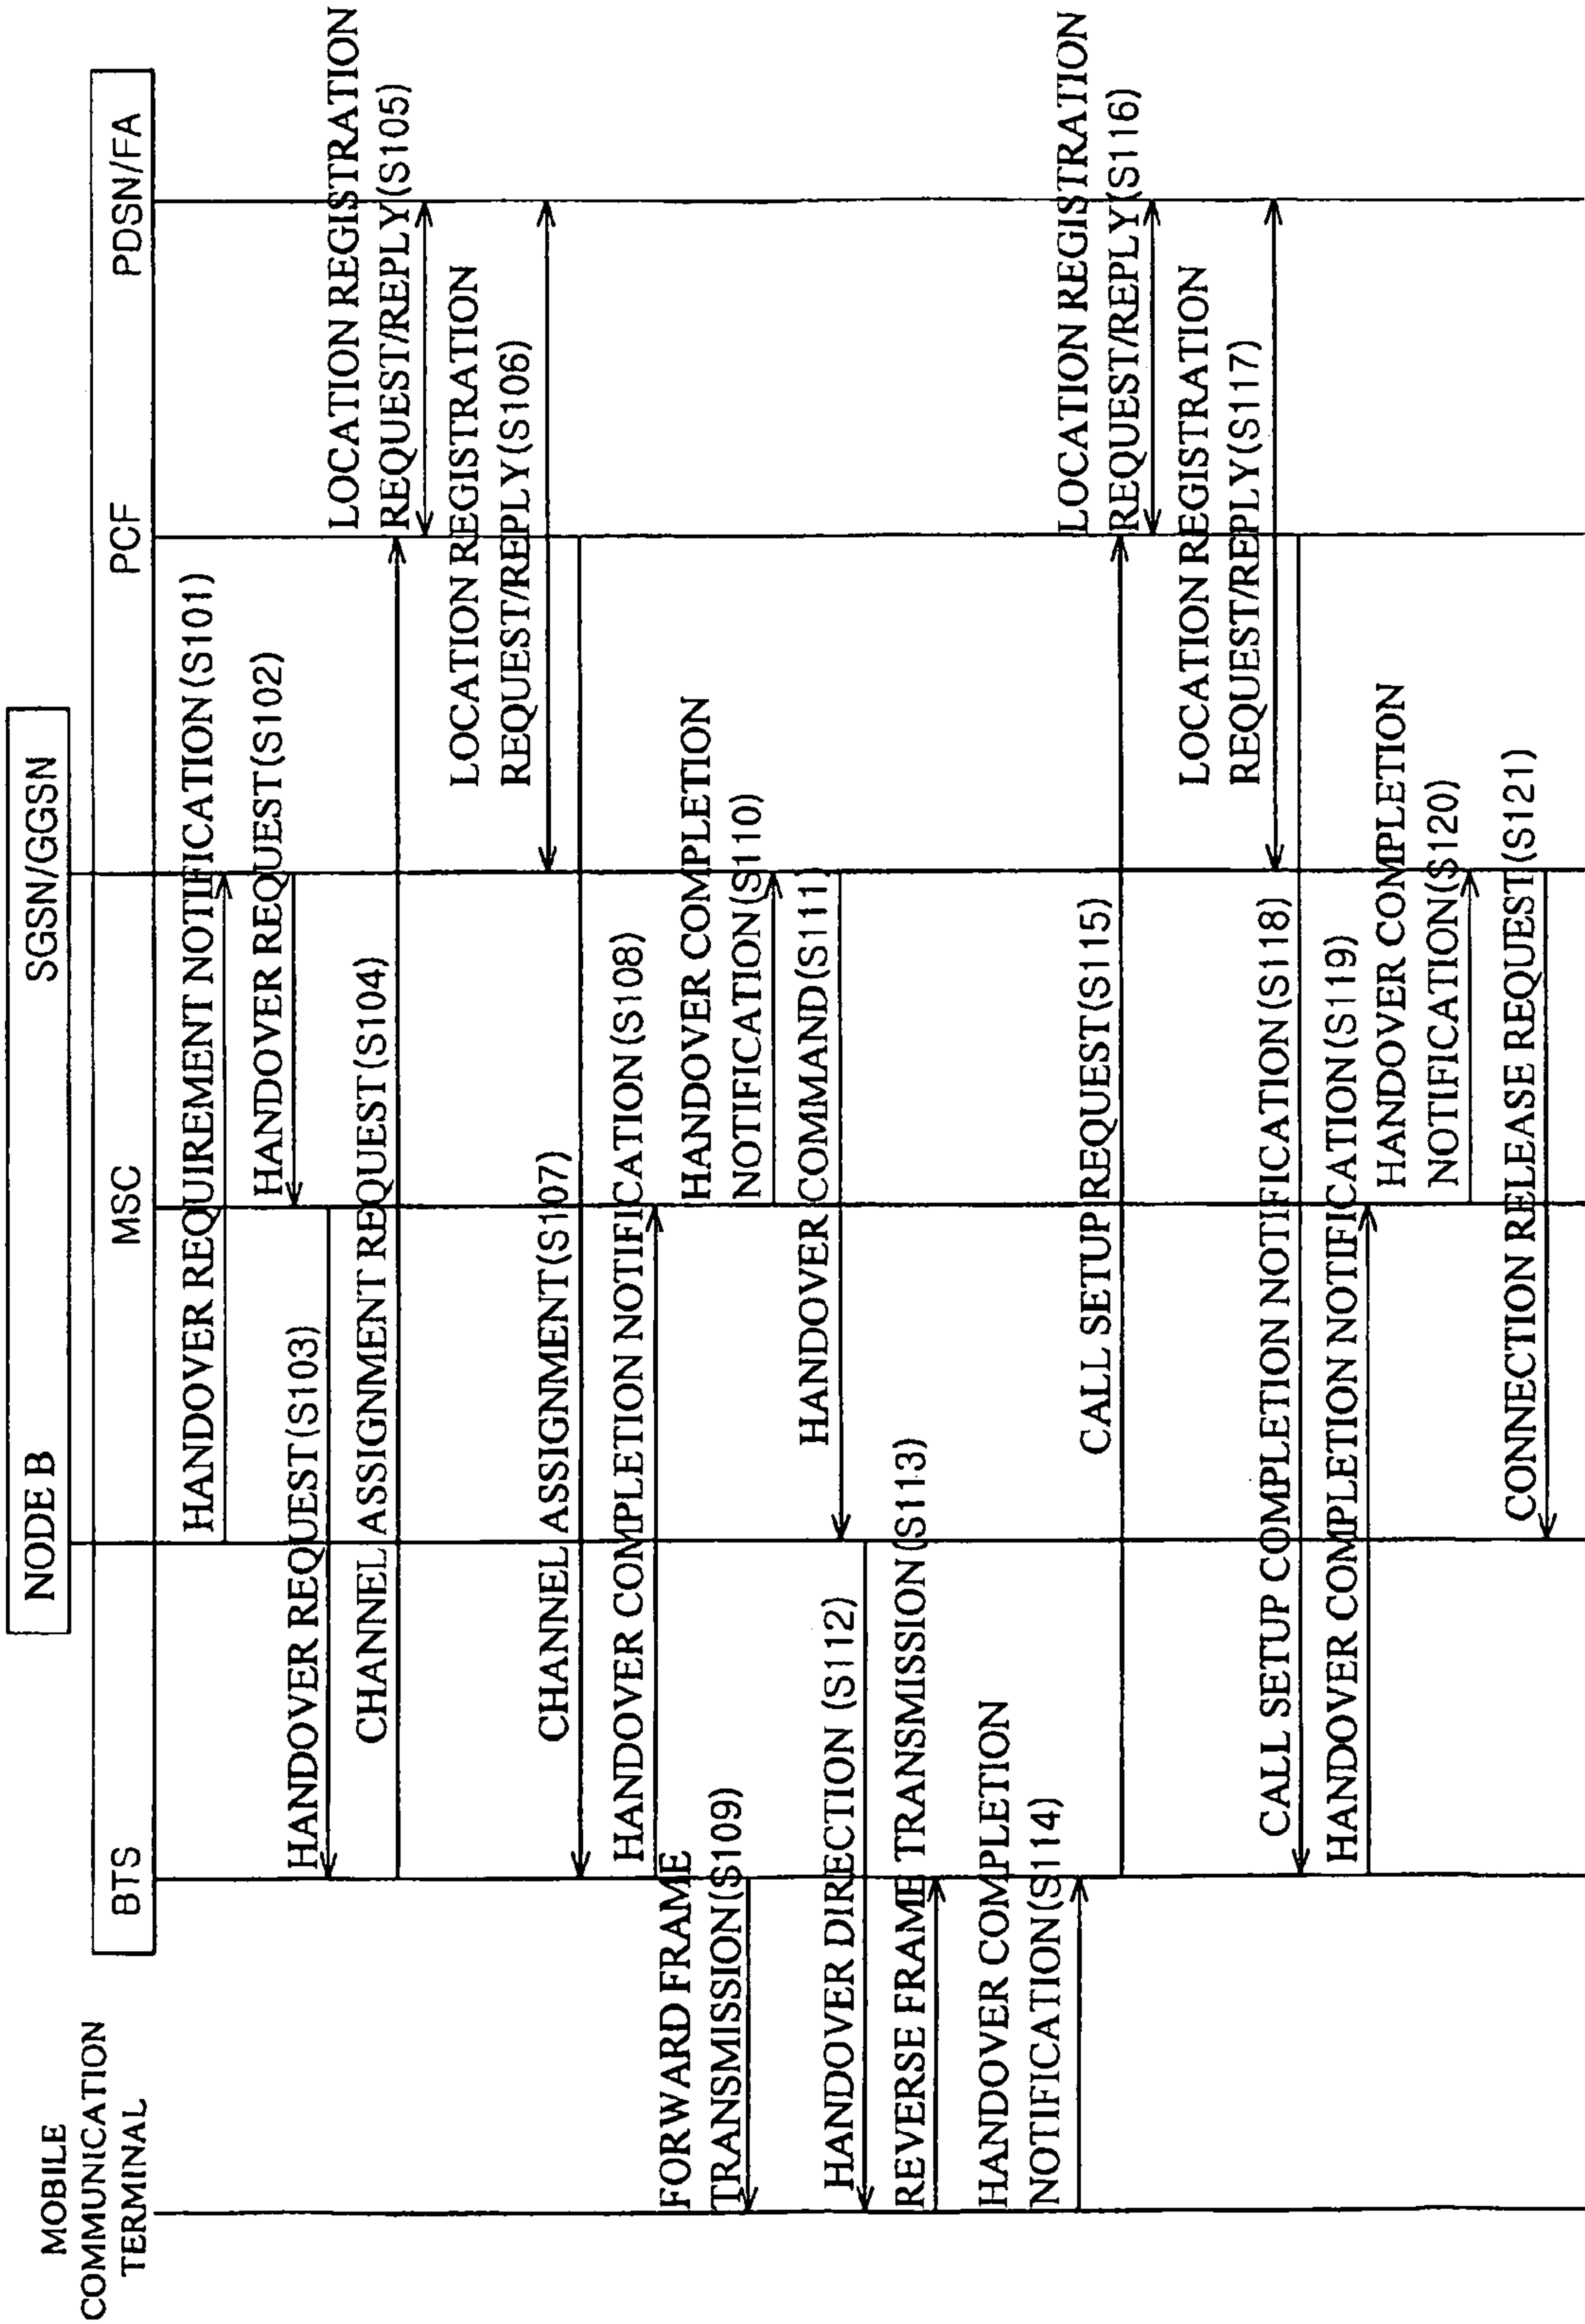 NODE B
SGSN/GGSN
MOBILE
COMMUNICATION
TERMINAL
BTS
MSC
PCF
PDSN/FA
HANDOVER REQUIREMENT NOTIFICATION(S101)
HANDOVER REQUEST(S102)
HANDOVER REQUEST(S103)
LOCATION REGISTRATION
REQUEST/REPLY(S105)
CHANNEL ASSIGNMENT REQUEST(S104)
LOCATION REGISTRATION
REQUEST/REPLY(S106)
CHANNEL ASSIGNMENT(S107)
HANDOVER COMPLETION NOTIFICATION(S108)
FORWARD FRAME
TRANSMISSION(S109)
HANDOVER COMPLETION
NOTIFICATION(S110)
HANDOVER COMMAND(S111)
HANDOVER DIRECTION (S112)
REVERSE FRAME TRANSMISSION(S113)
HANDOVER COMPLETION
NOTIFICATION(S114)
CALL SETUP REQUEST(S115)
LOCATION REGISTRATION
REQUEST/REPLY(S116)
LOCATION REGISTRATION
REQUEST/REPLY(S117)
CALL SETUP COMPLETION NOTIFICATION(S118)
HANDOVER COMPLETION NOTIFICATION(S119)
HANDOVER COMPLETION
NOTIFICATION(S120)
CONNECTION RELEASE REQUEST(S121)